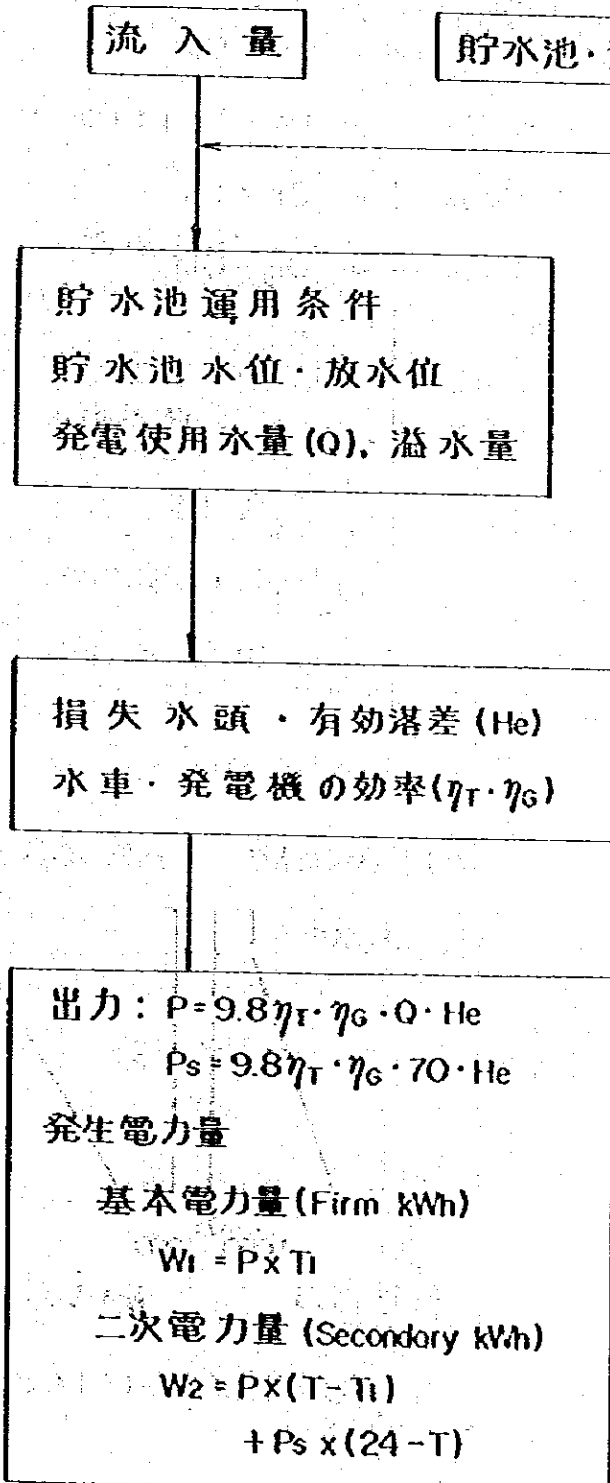 流入量
貯水池・
貯水池運用条件
貯水池水位・放水位
発電使用水量(Q)、溢水量
損失水頭・有効落差(He)
水車・発電機の効率(ηT・ηG)
出力: P=9.8ηT・ηG・Q・He
Ps=9.8ηT・ηG・70・He
発生電力量
基本電力量(Firm kWh)
W1 = P×T1
二次電力量(Secondary kWh)
W2 = P×(T-T1)
+Ps×(24-T)